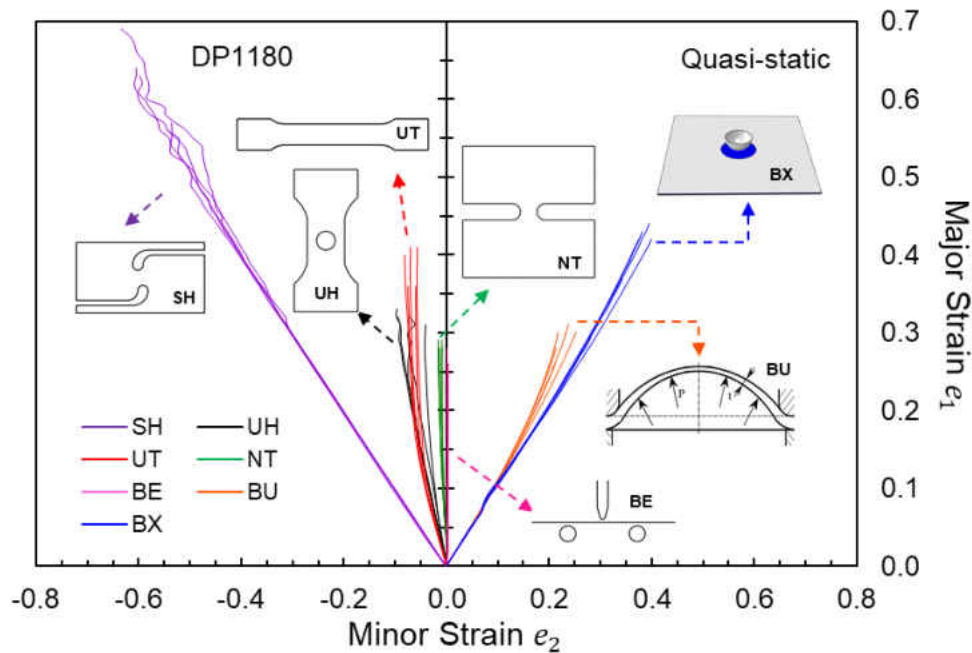 DP1180
Quasi-static
UT
BX
UH
NT
SH
BU
P
t
BE
SH
UH
UT
NT
BE
BU
BX
0.7
0.6
0.5
0.4
0.3
0.2
0.1
0.0
Major Strain e₁
-0.8 -0.6 -0.4 -0.2 0.0 0.2 0.4 0.6 0.8
Minor Strain e₂